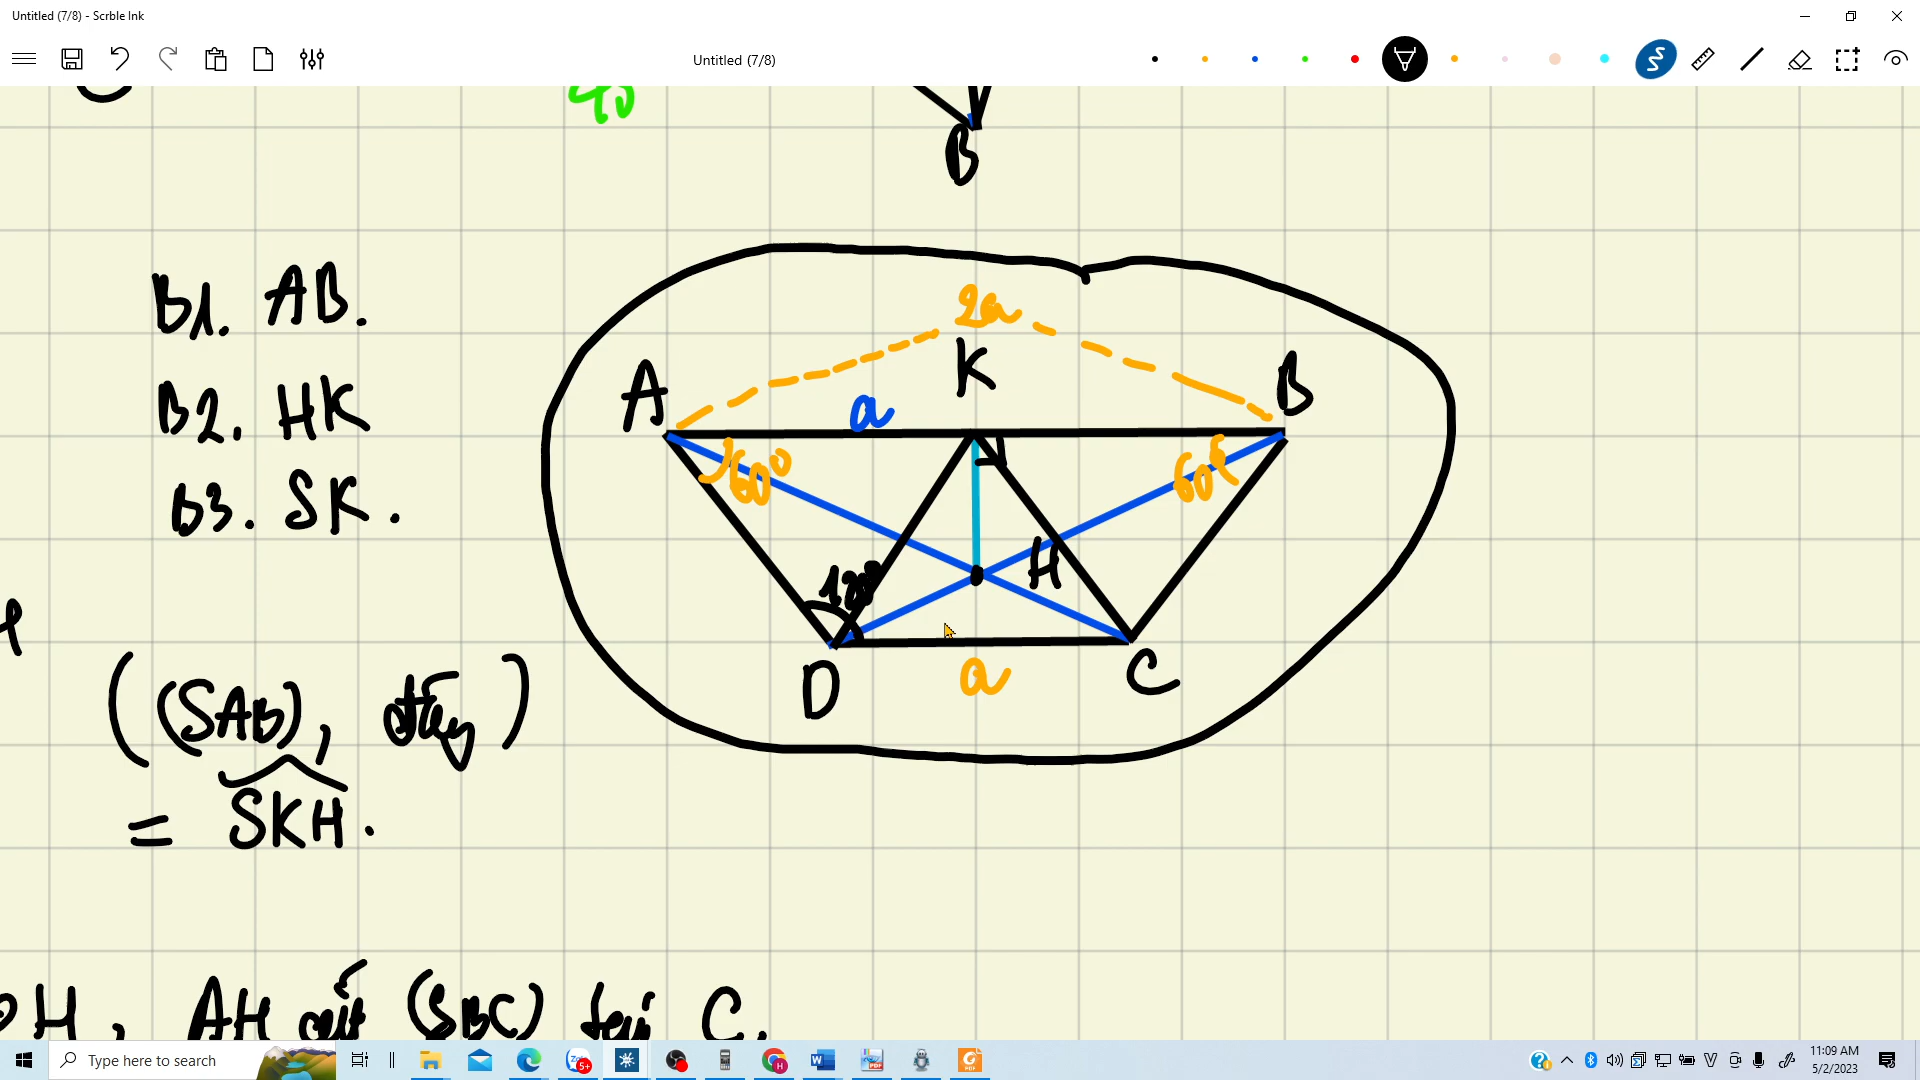 Untitled (7/8) - Scrble Ink
Untitled (7/8)
45
B
B1. AB.
B2. HK
B3. SK.
((SAB), đáy)
= SKH.
2a
K
A
B
a
60°
60°
120°
H
D
a
C
H, AH cắt (SBC) tại C.
Type here to search
11:09 AM
5/2/2023